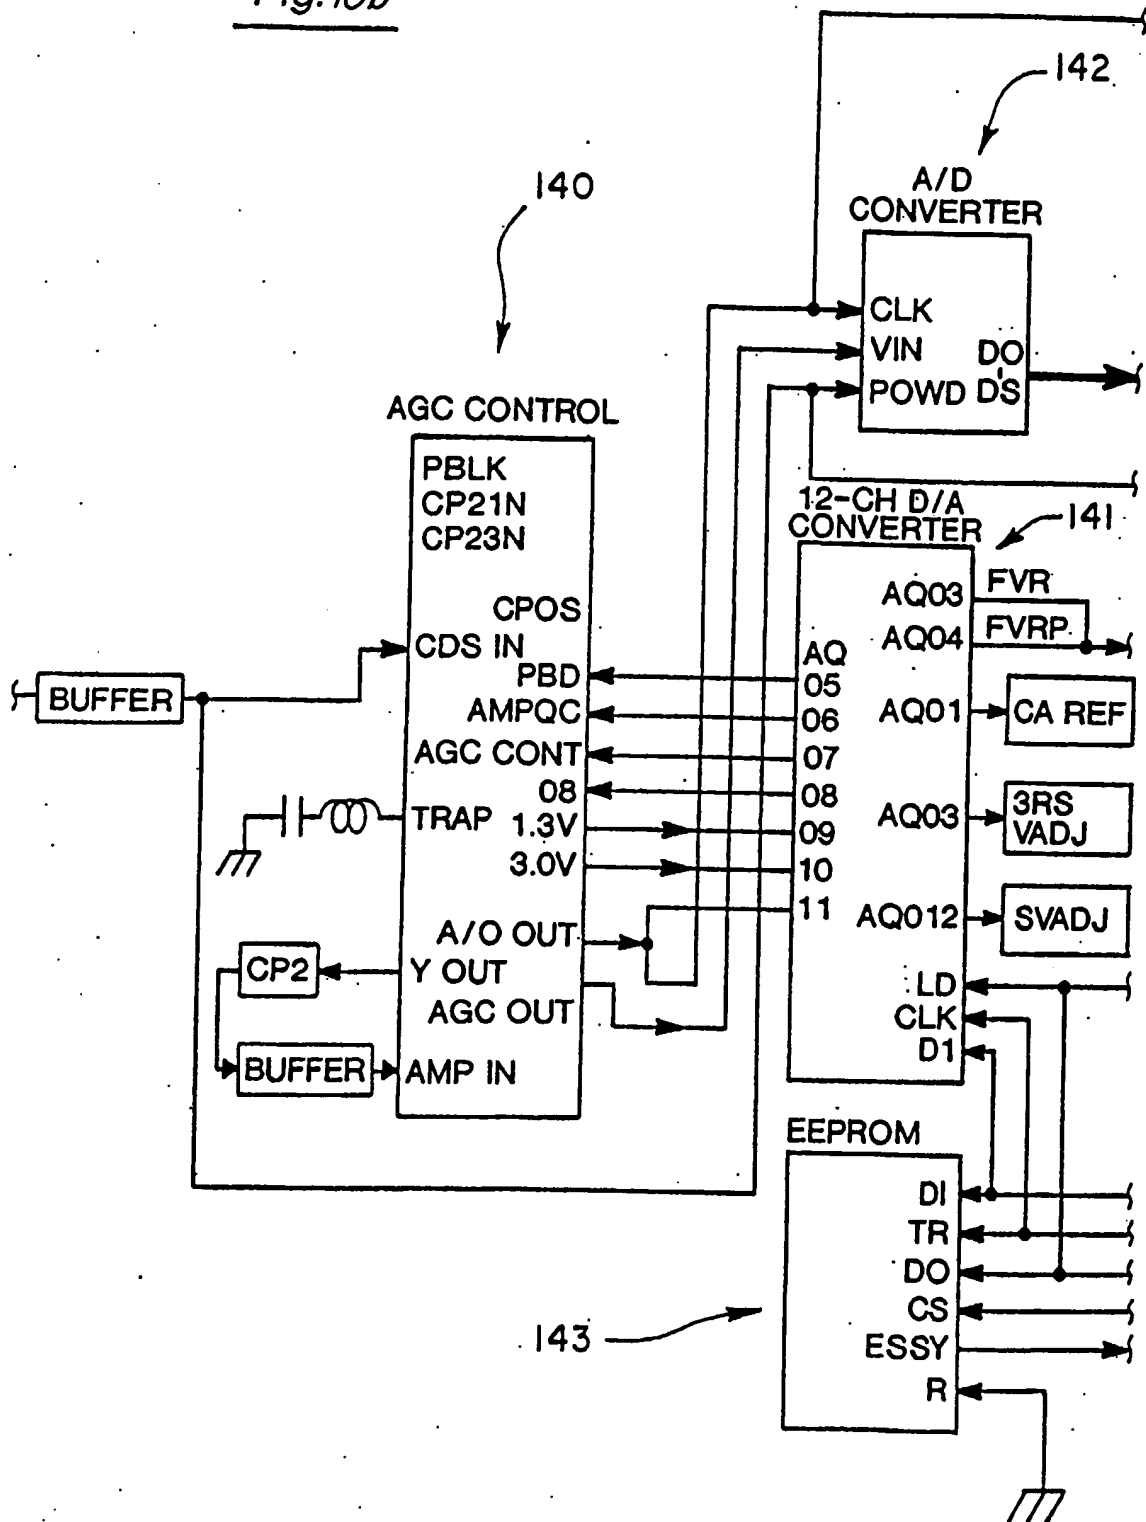 Fig. 10b
142
A/D
CONVERTER
140
CLK
VIN
DO
POWD
D'S
AGC CONTROL
PBLK
CP21N
CP23N
CPOS
CDS IN
PBD
AMPQC
AGC CONT
08
TRAP
1.3V
3.0V
A/O OUT
Y OUT
AGC OUT
AMP IN
BUFFER
CP2
BUFFER
12-CH D/A
CONVERTER
141
AQ03
FVR
AQ04
FVRP
AQ
05
06
07
08
09
10
11
AQ01
CA REF
AQ03
3RS
VADJ
AQ012
SVADJ
LD
CLK
D1
EEPROM
DI
TR
DO
CS
ESSY
R
143